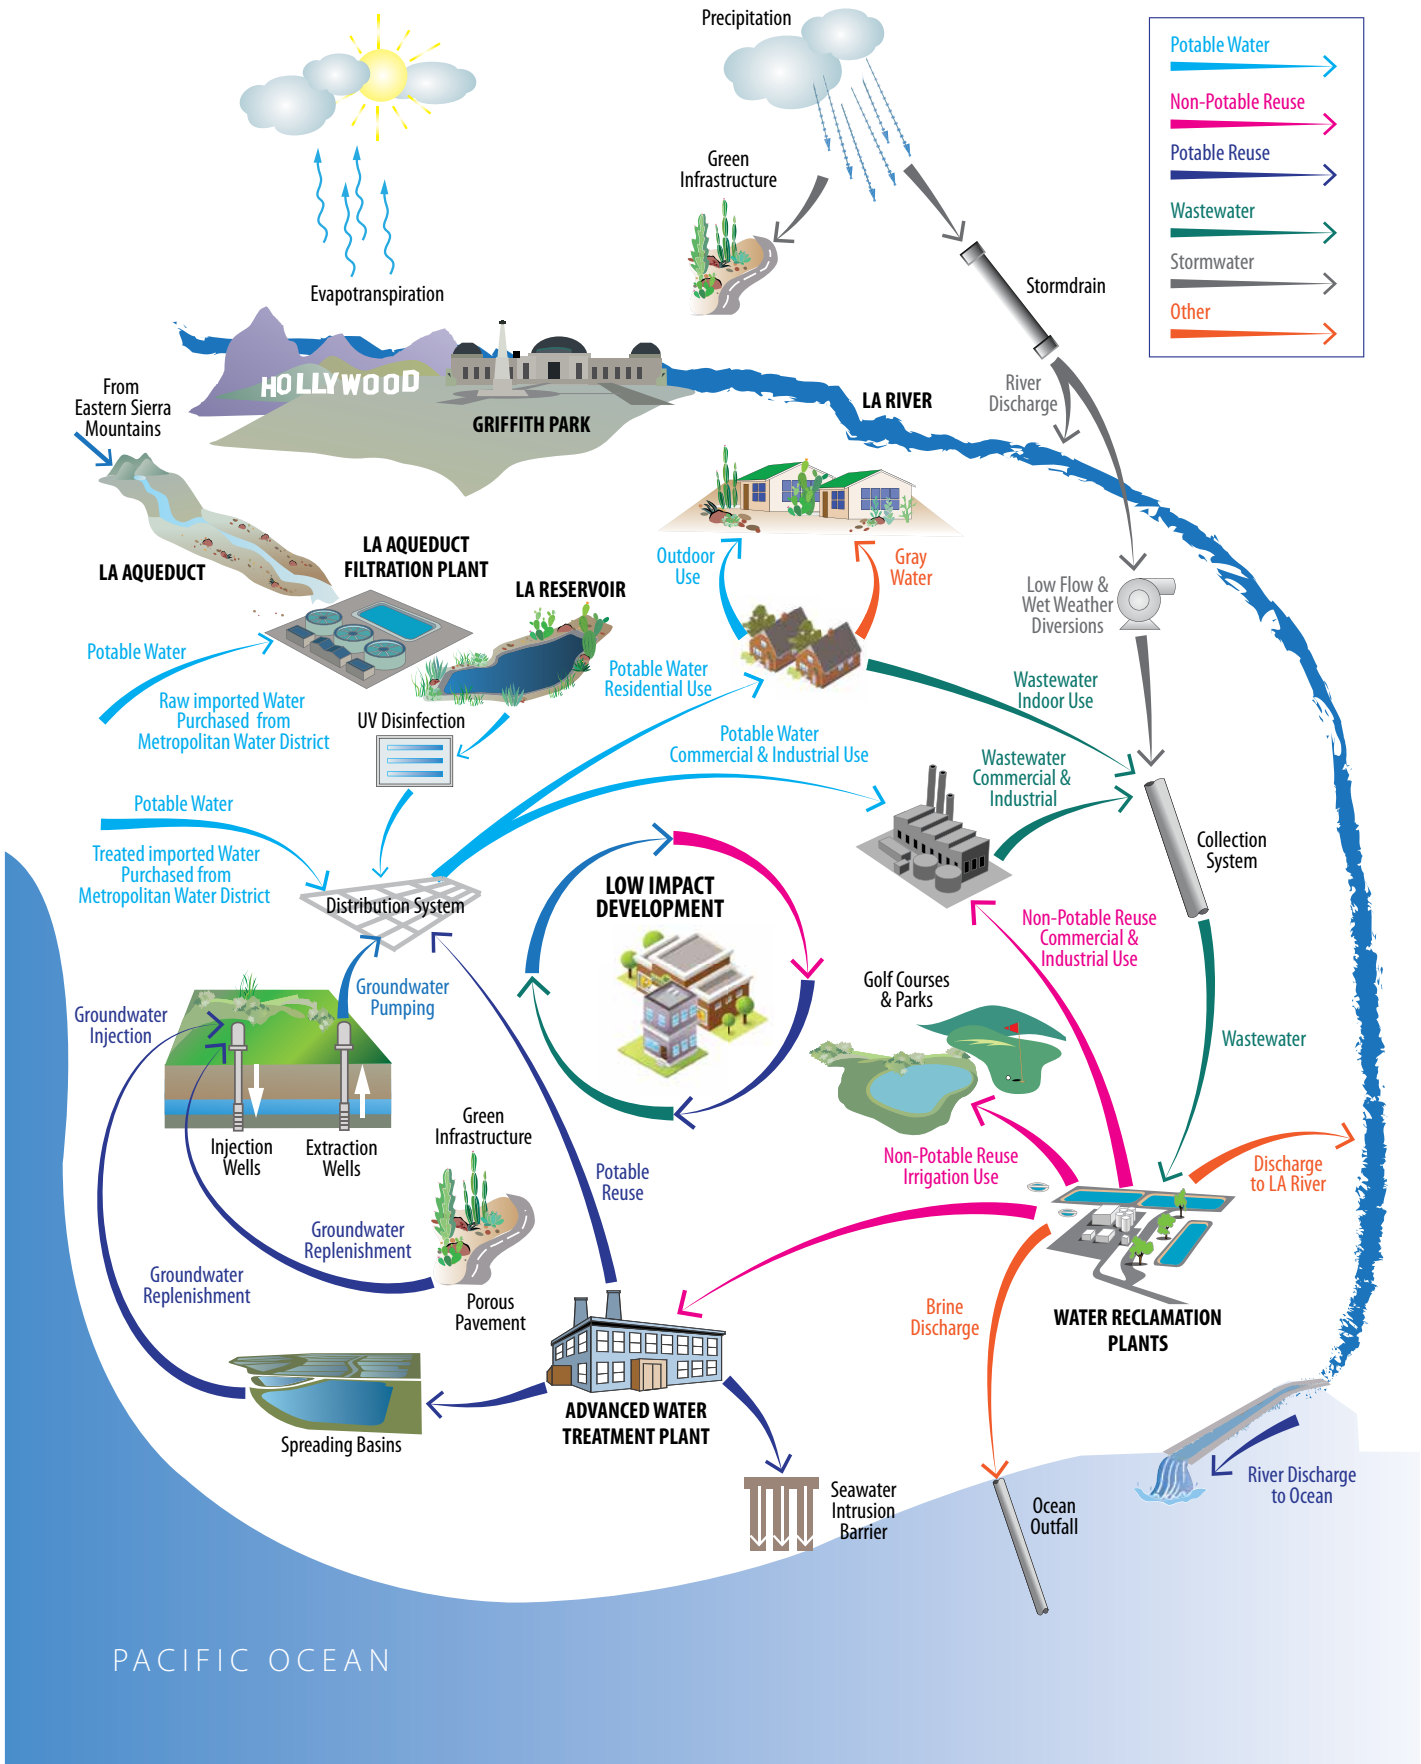 Precipitation
Potable Water
Non-Potable Reuse
Potable Reuse
Wastewater
Stormwater
Other
Green
Infrastructure
Evapotranspiration
Stormdrain
HOLLYWOOD
GRIFFITH PARK
LA RIVER
River
Discharge
From
Eastern Sierra
Mountains
LA AQUEDUCT
LA AQUEDUCT
FILTRATION PLANT
LA RESERVOIR
Outdoor
Use
Gray
Water
Low Flow &
Wet Weather
Diversions
Potable Water
Raw imported Water
Purchased from
Metropolitan Water District
UV Disinfection
Potable Water
Residential Use
Wastewater
Indoor Use
Potable Water
Commercial & Industrial Use
Wastewater
Commercial &
Industrial
Potable Water
Treated imported Water
Purchased from
Metropolitan Water District
Distribution System
LOW IMPACT
DEVELOPMENT
Collection
System
Non-Potable Reuse
Commercial &
Industrial Use
Golf Courses
& Parks
Groundwater
Pumping
Groundwater
Injection
Wastewater
Injection
Wells
Extraction
Wells
Green
Infrastructure
Potable
Reuse
Non-Potable Reuse
Irrigation Use
Discharge
to LA River
Groundwater
Replenishment
Groundwater
Replenishment
Porous
Pavement
Brine
Discharge
WATER RECLAMATION
PLANTS
ADVANCED WATER
TREATMENT PLANT
Spreading Basins
Seawater
Intrusion
Barrier
Ocean
Outfall
River Discharge
to Ocean
PACIFIC OCEAN